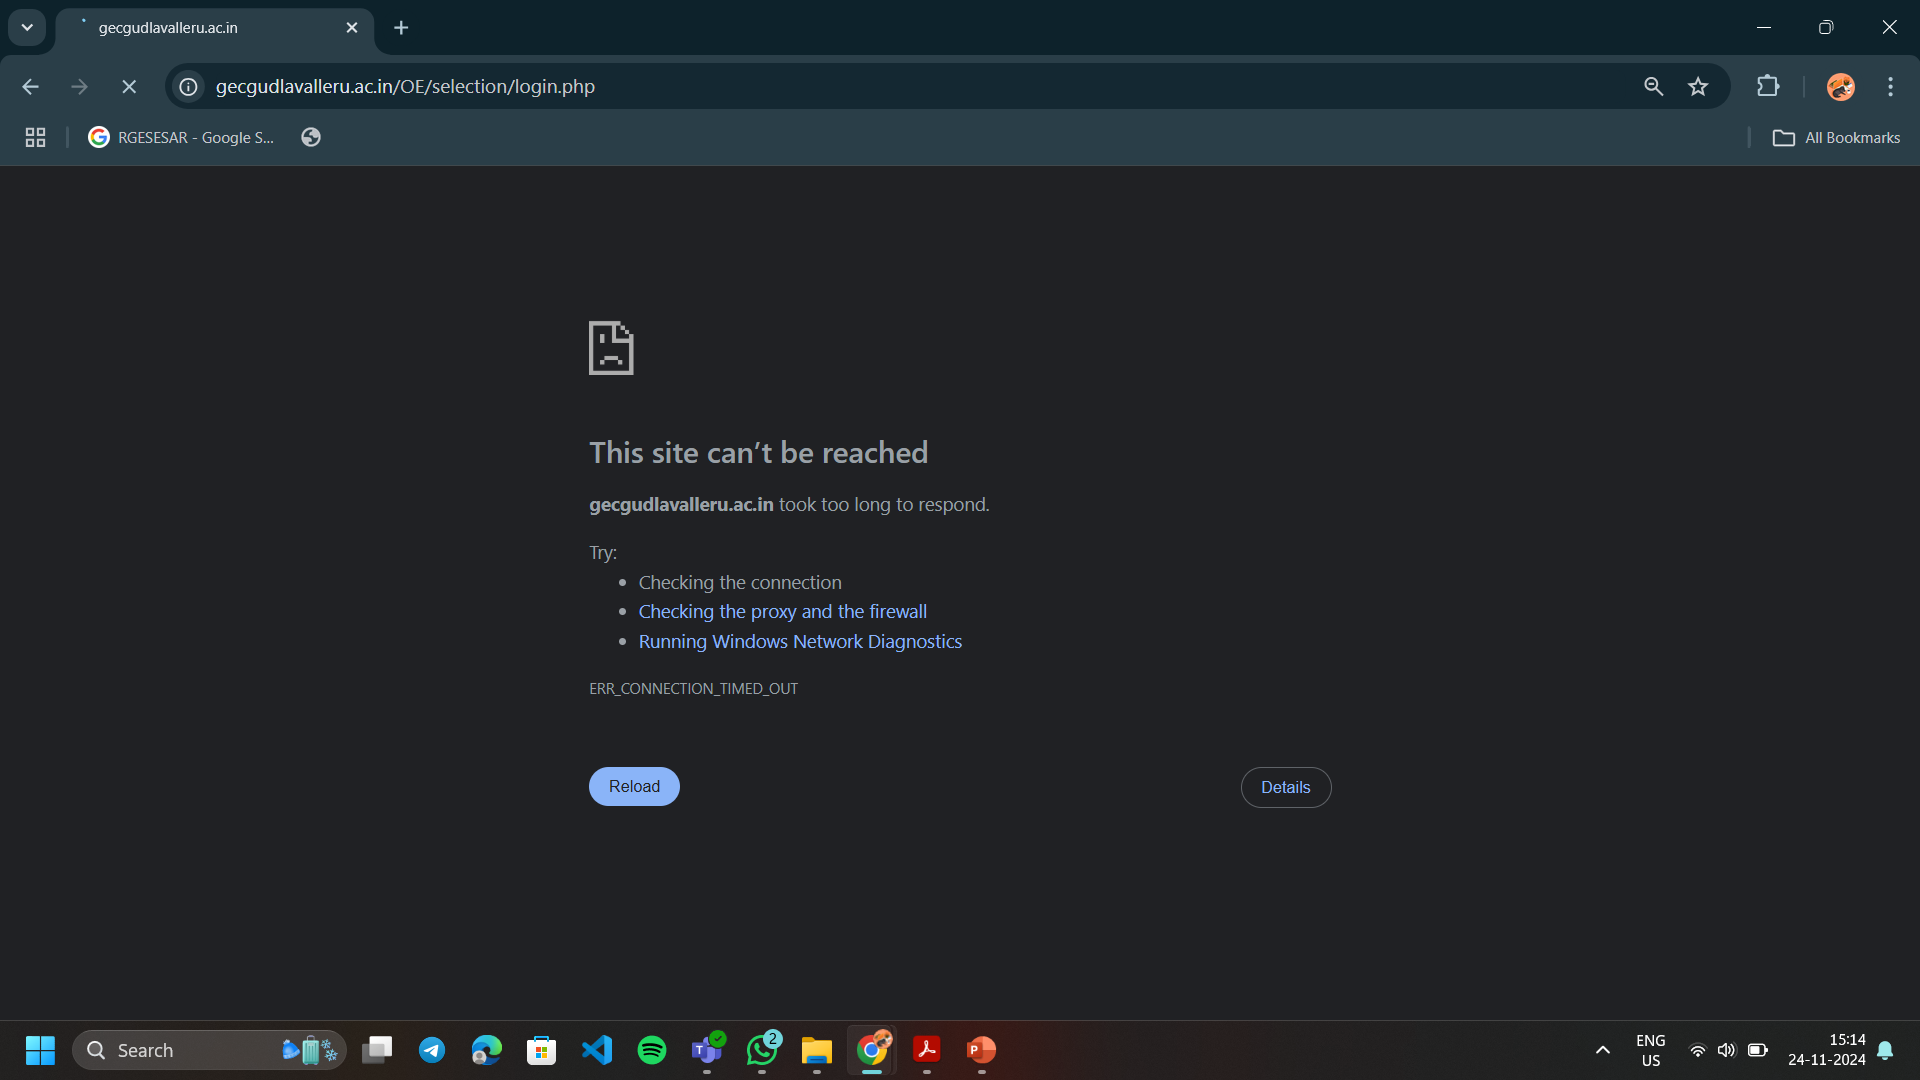 gecgudlavalleru.ac.in
gecgudlavalleru.ac.in/OE/selection/login.php
RGESESAR - Google S...
All Bookmarks
This site can’t be reached
gecgudlavalleru.ac.in took too long to respond.
Try:
Checking the connection
Checking the proxy and the firewall
Running Windows Network Diagnostics
ERR_CONNECTION_TIMED_OUT
Reload
Details
Search
T
2
P
ENG
US
15:14
24-11-2024